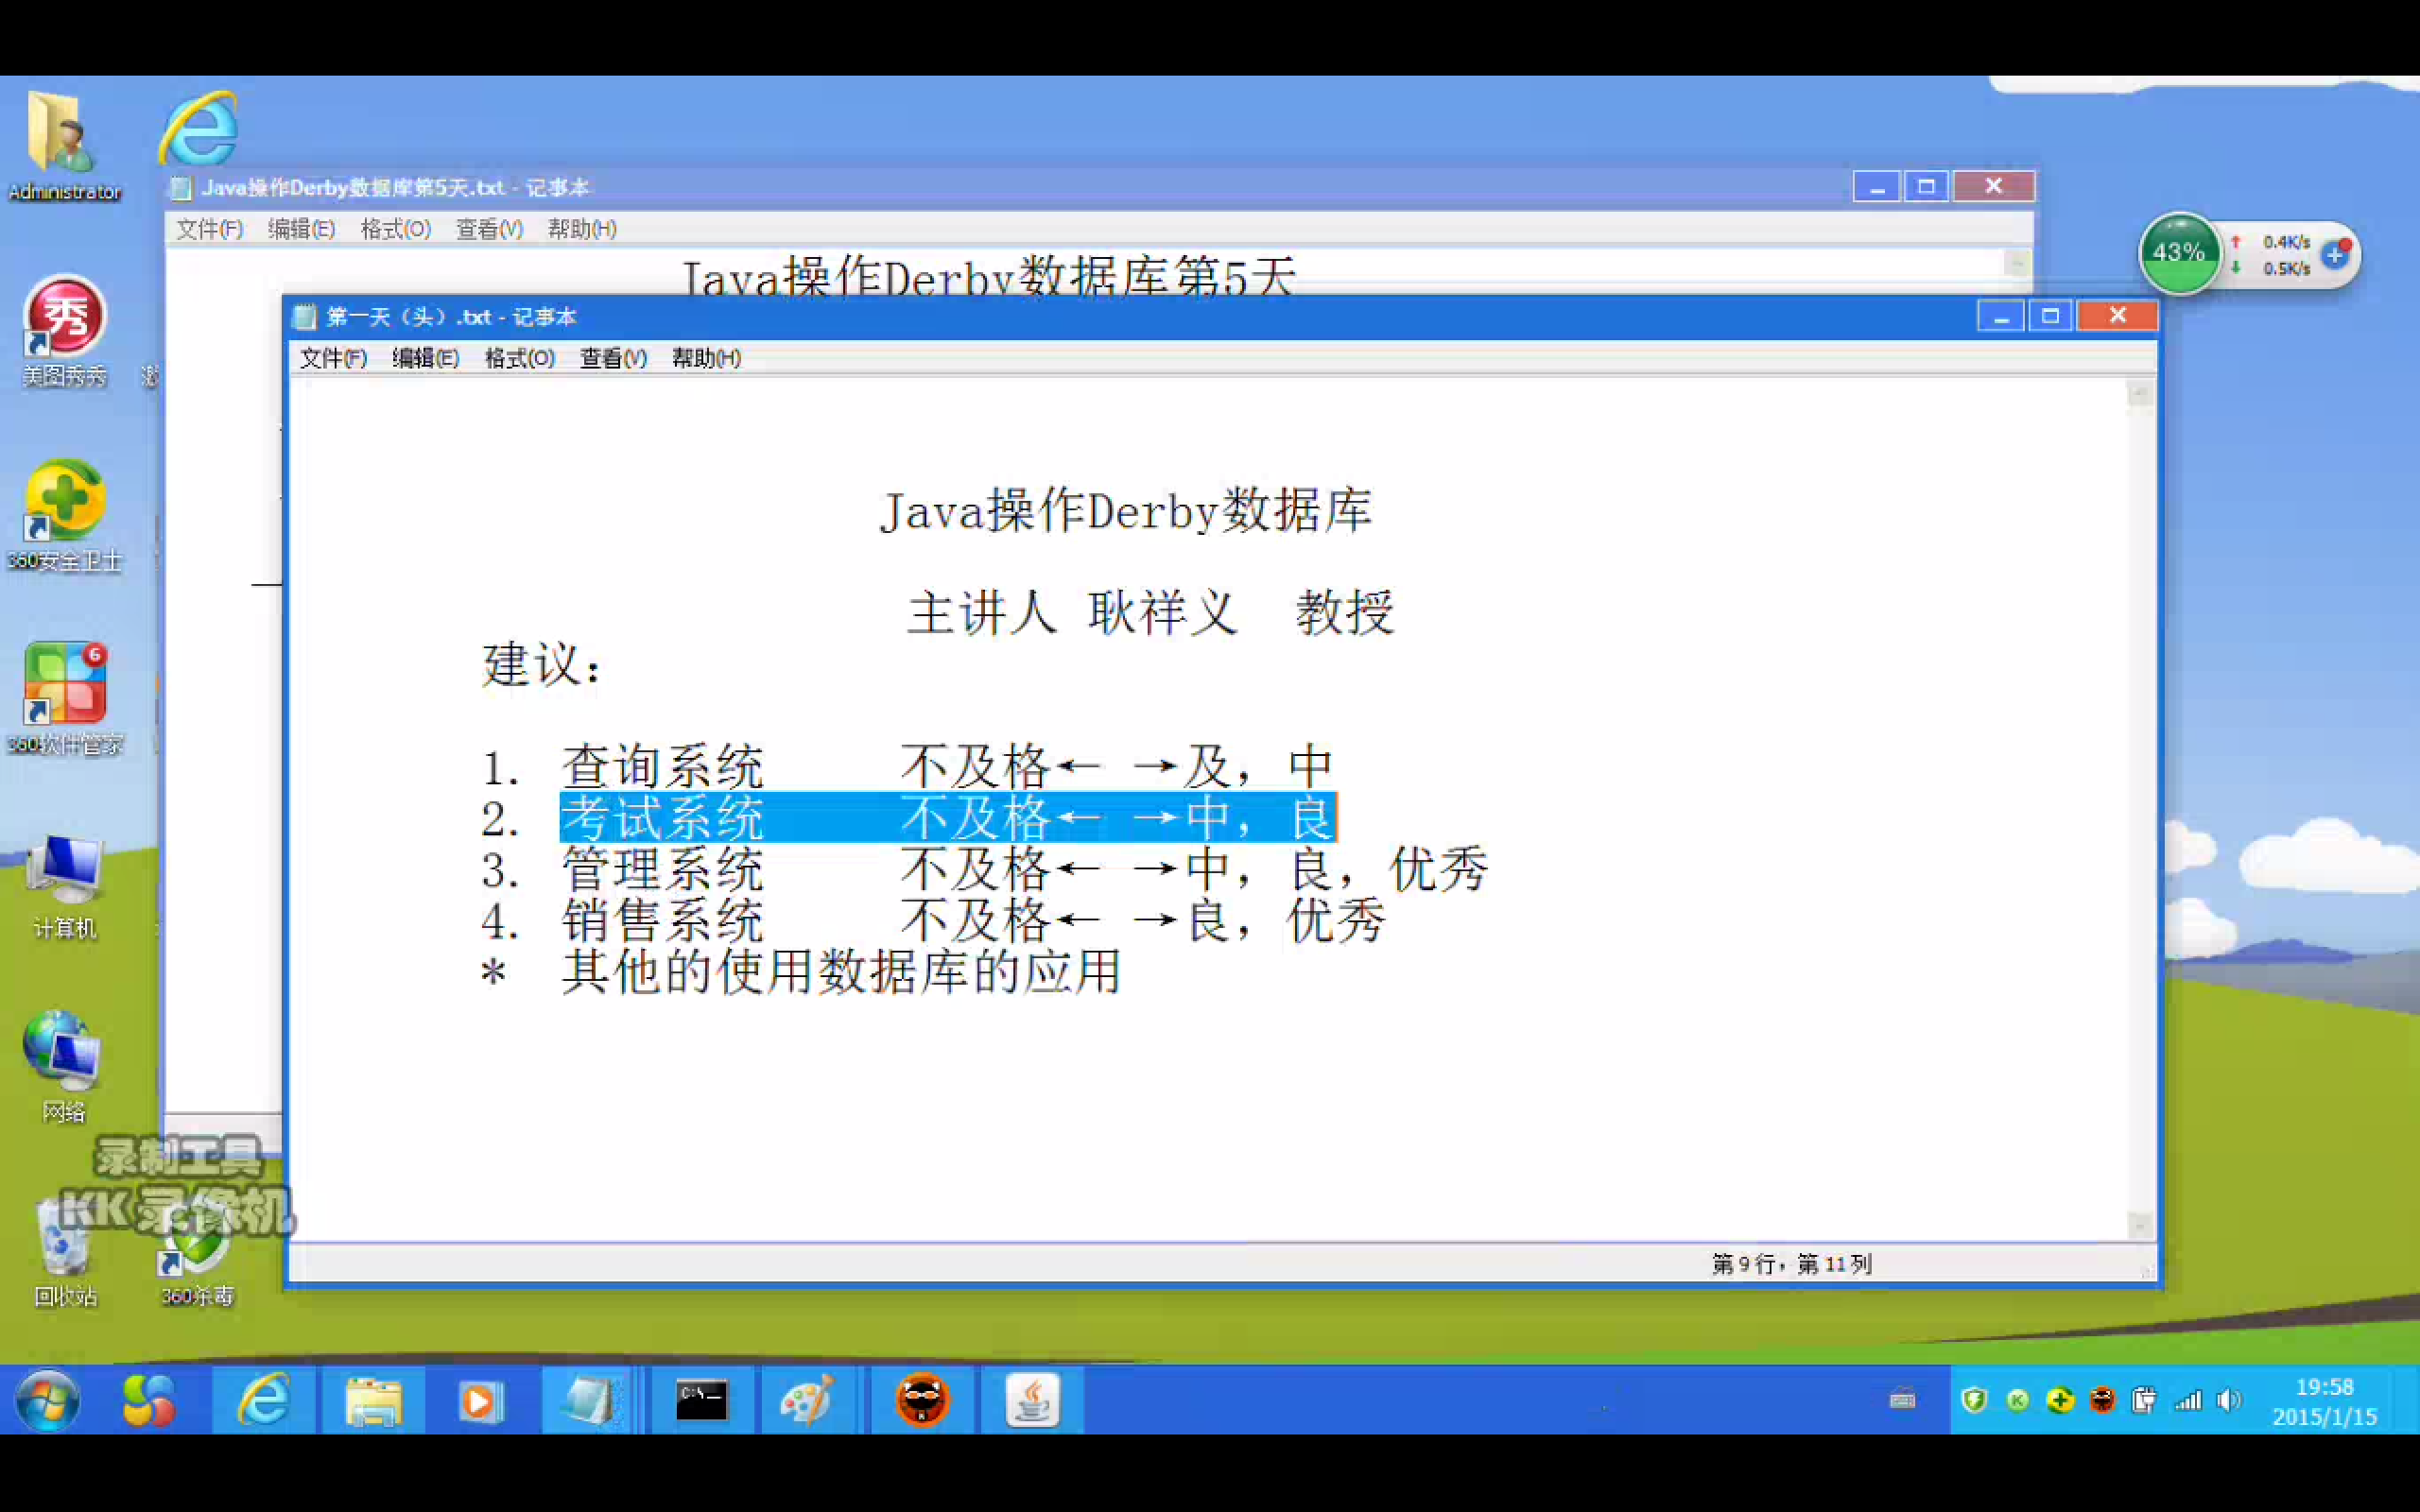 Administrator
Java操作Derby数据库第5天.txt - 记事本
文件(F) 编辑(E) 格式(O) 查看(V) 帮助(H)
Java操作Derby数据库第5天
43%
0.4K/s
0.5K/s
第一天（头）.txt - 记事本
文件(F) 编辑(E) 格式(O) 查看(V) 帮助(H)
秀
美图秀秀
Java操作Derby数据库
主讲人 耿祥义 教授
建议：
1. 查询系统 不及格← →及，中
2. 考试系统 不及格← →中，良
3. 管理系统 不及格← →中，良，优秀
4. 销售系统 不及格← →良，优秀
* 其他的使用数据库的应用
360安全卫士
6
360软件管家
计算机
网络
录制工具
KK录像机
回收站
360杀毒
第 9 行，第 11 列
C:\
19:58
2015/1/15